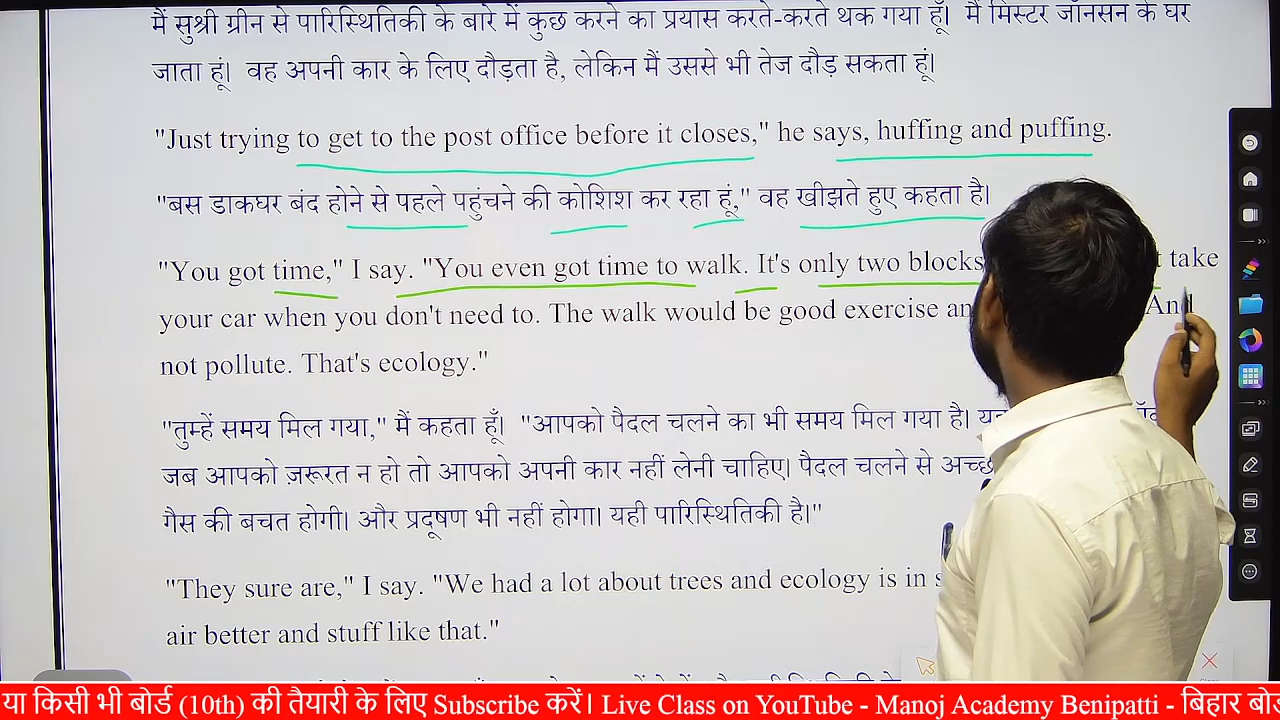 मैं सुश्री ग्रीन से पारिस्थितिकी के बारे में कुछ करने का प्रयास करते-करते थक गया हूँ। मैं मिस्टर जॉनसन के घर
जाता हूं। वह अपनी कार के लिए दौड़ता है, लेकिन मैं उससे भी तेज दौड़ सकता हूं।
"Just trying to get to the post office before it closes," he says, huffing and puffing.
"बस डाकघर बंद होने से पहले पहुंचने की कोशिश कर रहा हूं," वह खीझते हुए कहता है।
"You got time," I say. "You even got time to walk. It's only two blocks take
your car when you don't need to. The walk would be good exercise And
not pollute. That's ecology."
"तुम्हें समय मिल गया," मैं कहता हूँ। "आपको पैदल चलने का भी समय मिल गया है।
जब आपको ज़रूरत न हो तो आपको अपनी कार नहीं लेनी चाहिए। पैदल चलने से
गैस की बचत होगी। और प्रदूषण भी नहीं होगा। यही पारिस्थितिकी है।"
"They sure are," I say. "We had a lot about trees and ecology is in
air better and stuff like that."
या किसी भी बोर्ड (10th) की तैयारी के लिए Subscribe करें। Live Class on YouTube - Manoj Academy Benipatti - बिहार